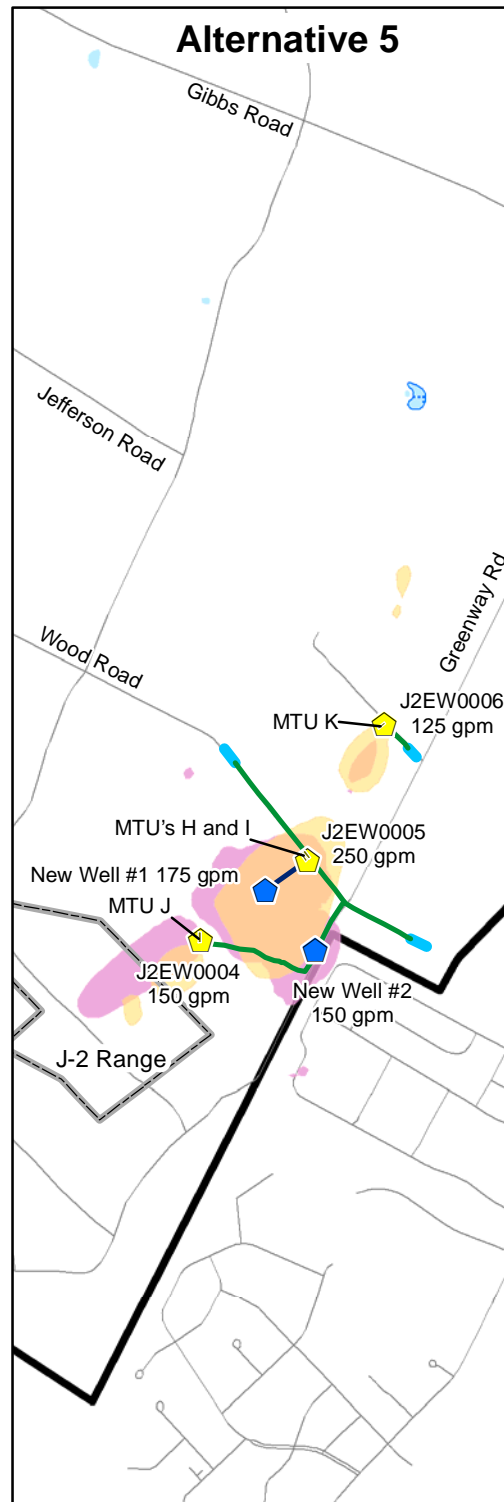 Alternative 5
Gibbs Road
Jefferson Road
Greenway Rd
Wood Road
J2EW0006
125 gpm
MTU K
J2EW0005
250 gpm
MTU's H and I
New Well #1 175 gpm
MTU J
J2EW0004
150 gpm
New Well #2
150 gpm
J-2 Range